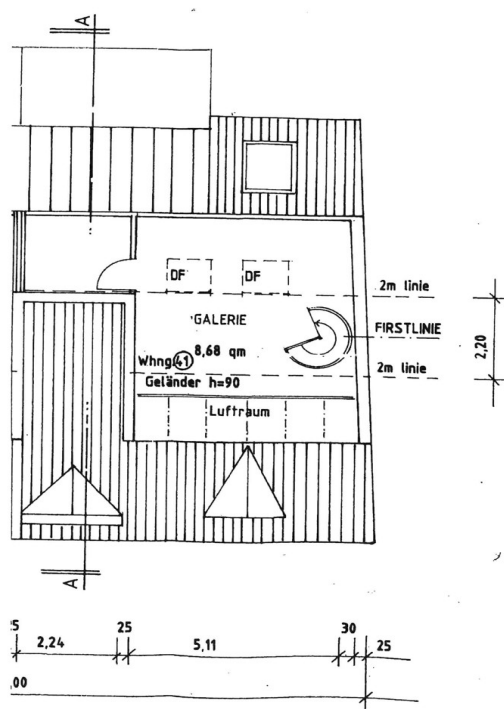 A
DF
DF
2m linie
GALERIE
FIRSTLINIE
8,68 qm
Whng 41
2m linie
Geländer h=90
Luftraum
2,20
A
25
30
2,24
5,11
25
,00